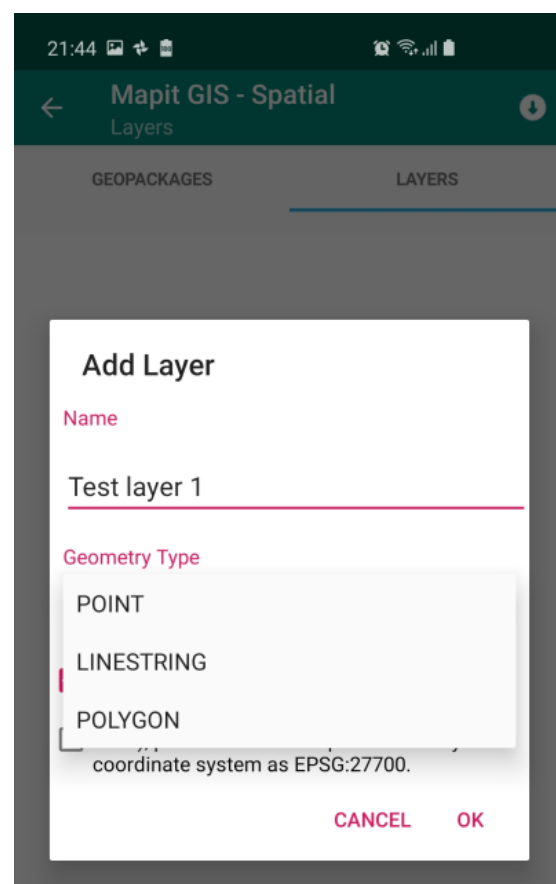 21:44
Mapit GIS - Spatial
Layers
GEOPACKAGES
LAYERS
Add Layer
Name
Test layer 1
Geometry Type
POINT
LINESTRING
POLYGON
coordinate system as EPSG:27700.
CANCEL
OK